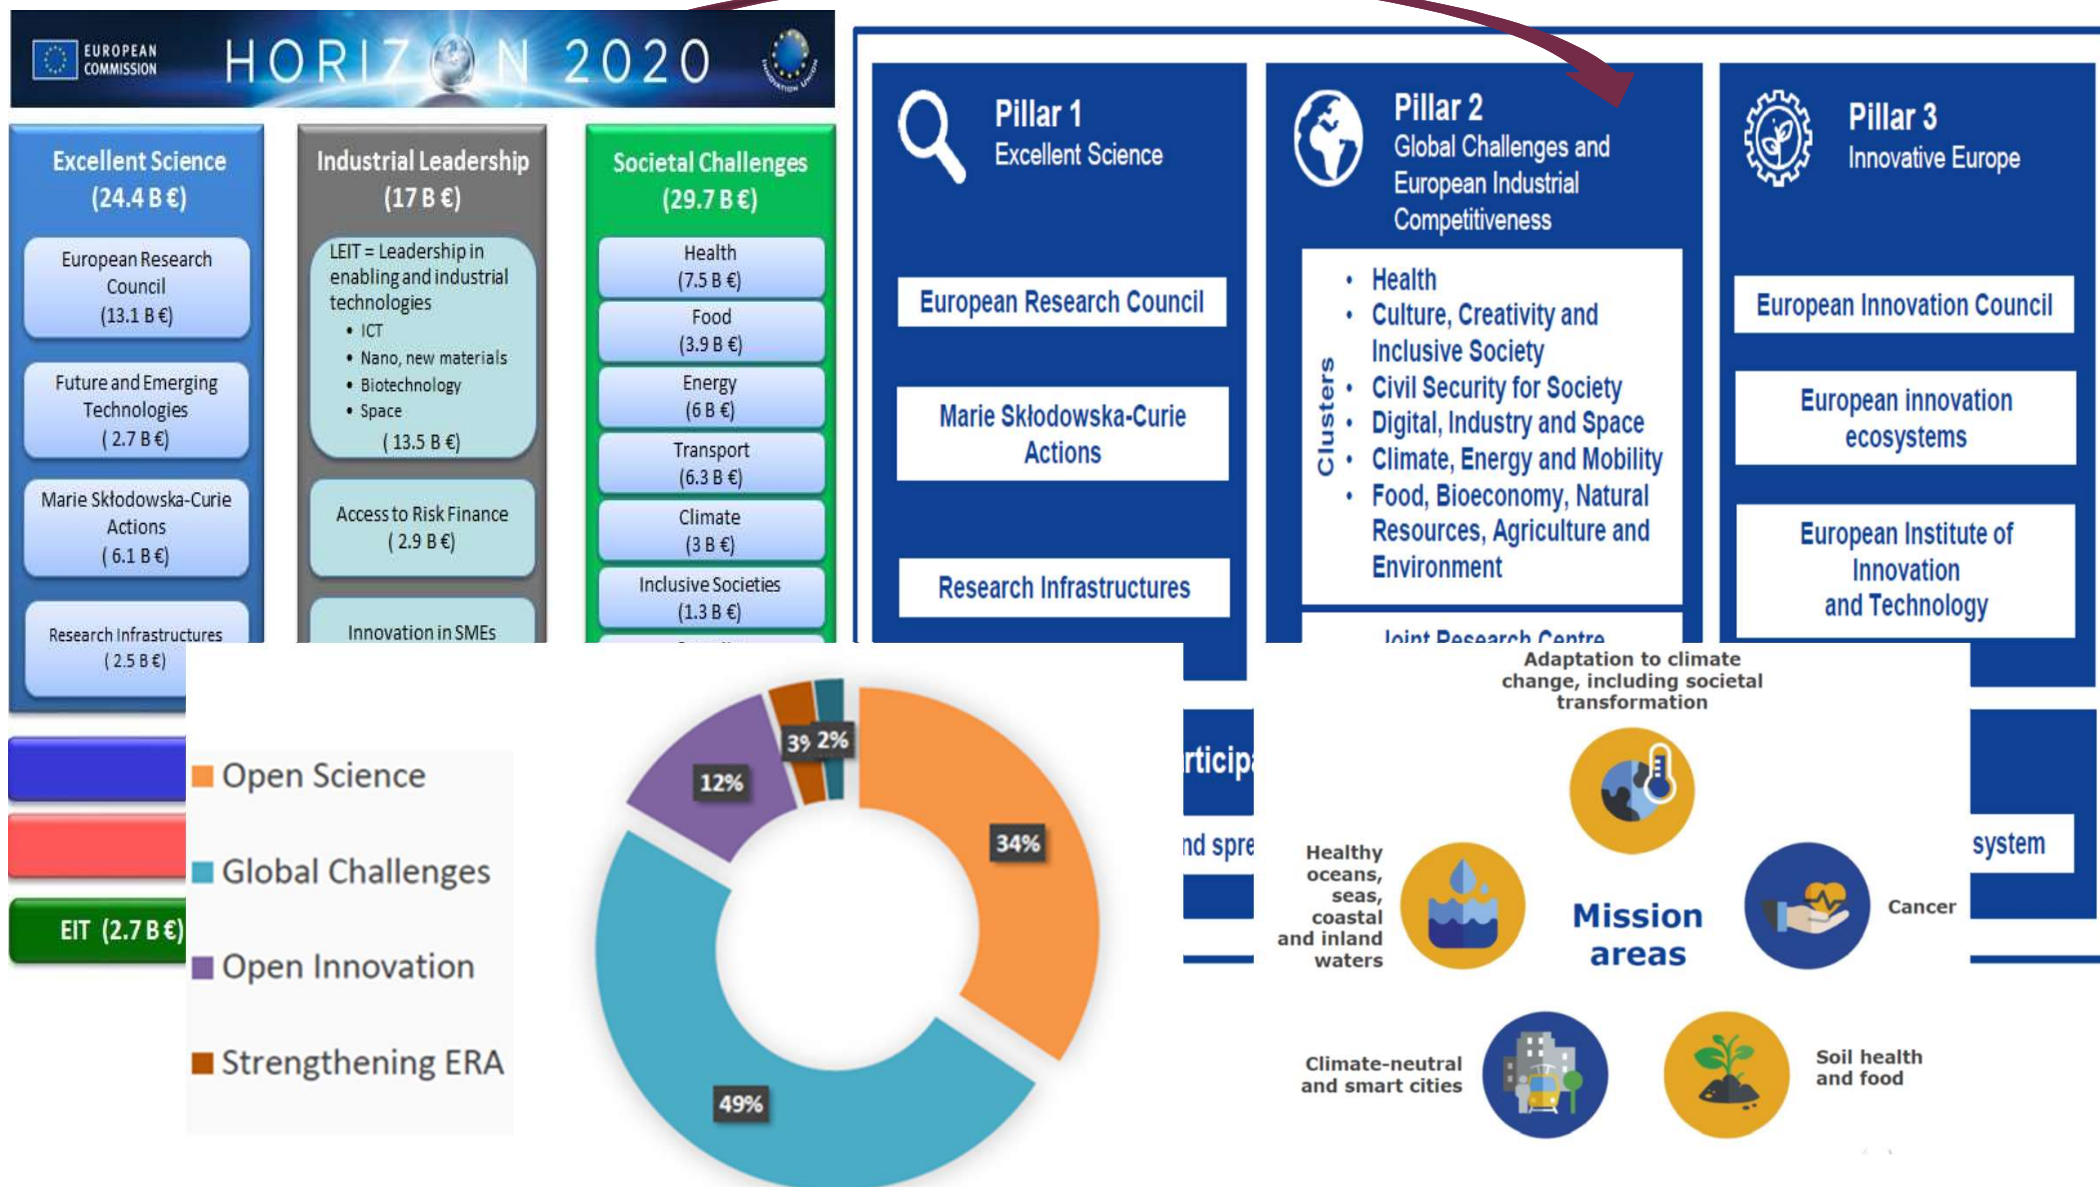 EUROPEAN
COMMISSION
HORIZON 2020
INNOVATION UNION
Excellent Science
(24.4 B €)
European Research
Council
(13.1 B €)
Future and Emerging
Technologies
( 2.7 B €)
Marie Skłodowska-Curie
Actions
( 6.1 B €)
Research Infrastructures
( 2.5 B €)
Industrial Leadership
(17 B €)
LEIT = Leadership in
enabling and industrial
technologies
• ICT
• Nano, new materials
• Biotechnology
• Space
( 13.5 B €)
Access to Risk Finance
( 2.9 B €)
Innovation in SMEs
Societal Challenges
(29.7 B €)
Health
(7.5 B €)
Food
(3.9 B €)
Energy
(6 B €)
Transport
(6.3 B €)
Climate
(3 B €)
Inclusive Societies
(1.3 B €)
EIT (2.7 B €)
Pillar 1
Excellent Science
European Research Council
Marie Skłodowska-Curie
Actions
Research Infrastructures
Pillar 2
Global Challenges and
European Industrial
Competitiveness
Clusters
• Health
• Culture, Creativity and
Inclusive Society
• Civil Security for Society
• Digital, Industry and Space
• Climate, Energy and Mobility
• Food, Bioeconomy, Natural
Resources, Agriculture and
Environment
Joint Research Centre
Pillar 3
Innovative Europe
European Innovation Council
European innovation
ecosystems
European Institute of
Innovation
and Technology
rticipa
nd spre
system
Open Science
Global Challenges
Open Innovation
Strengthening ERA
34%
49%
12%
3%
2%
Adaptation to climate
change, including societal
transformation
Healthy
oceans,
seas,
coastal
and inland
waters
Mission
areas
Cancer
Climate-neutral
and smart cities
Soil health
and food